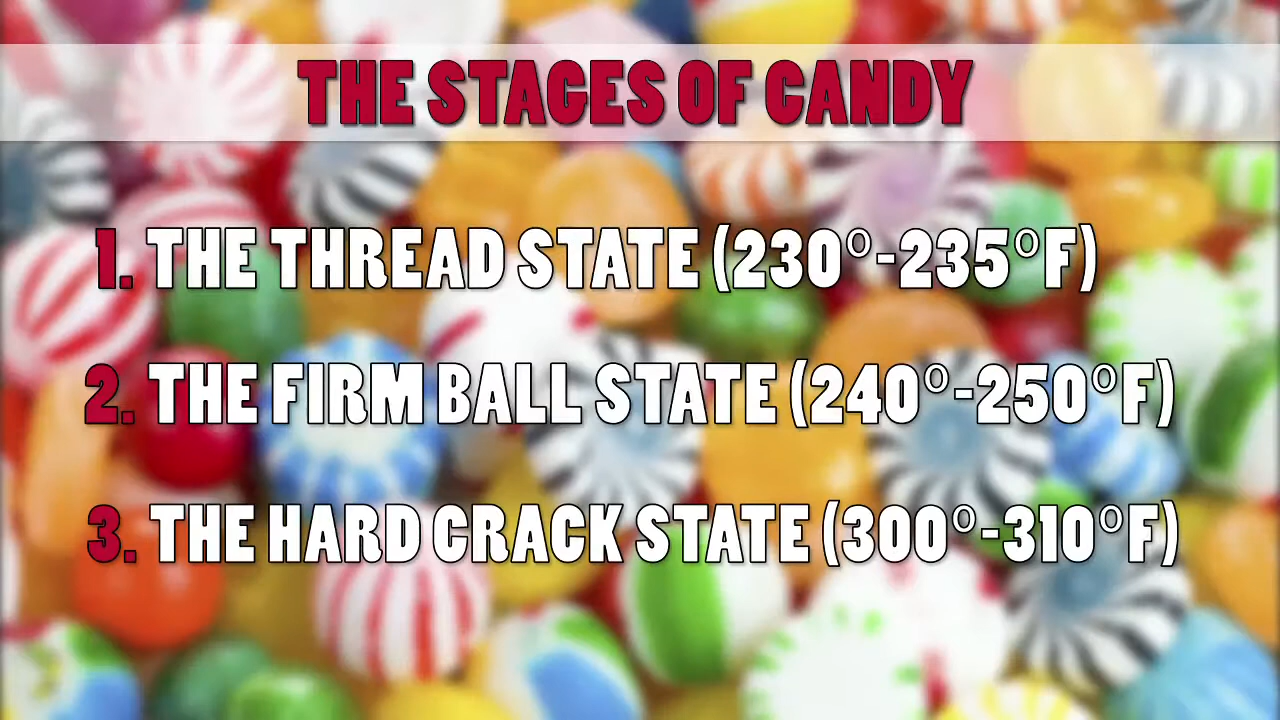 THE STAGES OF CANDY
1. THE THREAD STATE (230°-235°F)
2. THE FIRM BALL STATE (240°-250°F)
3. THE HARD CRACK STATE (300°-310°F)